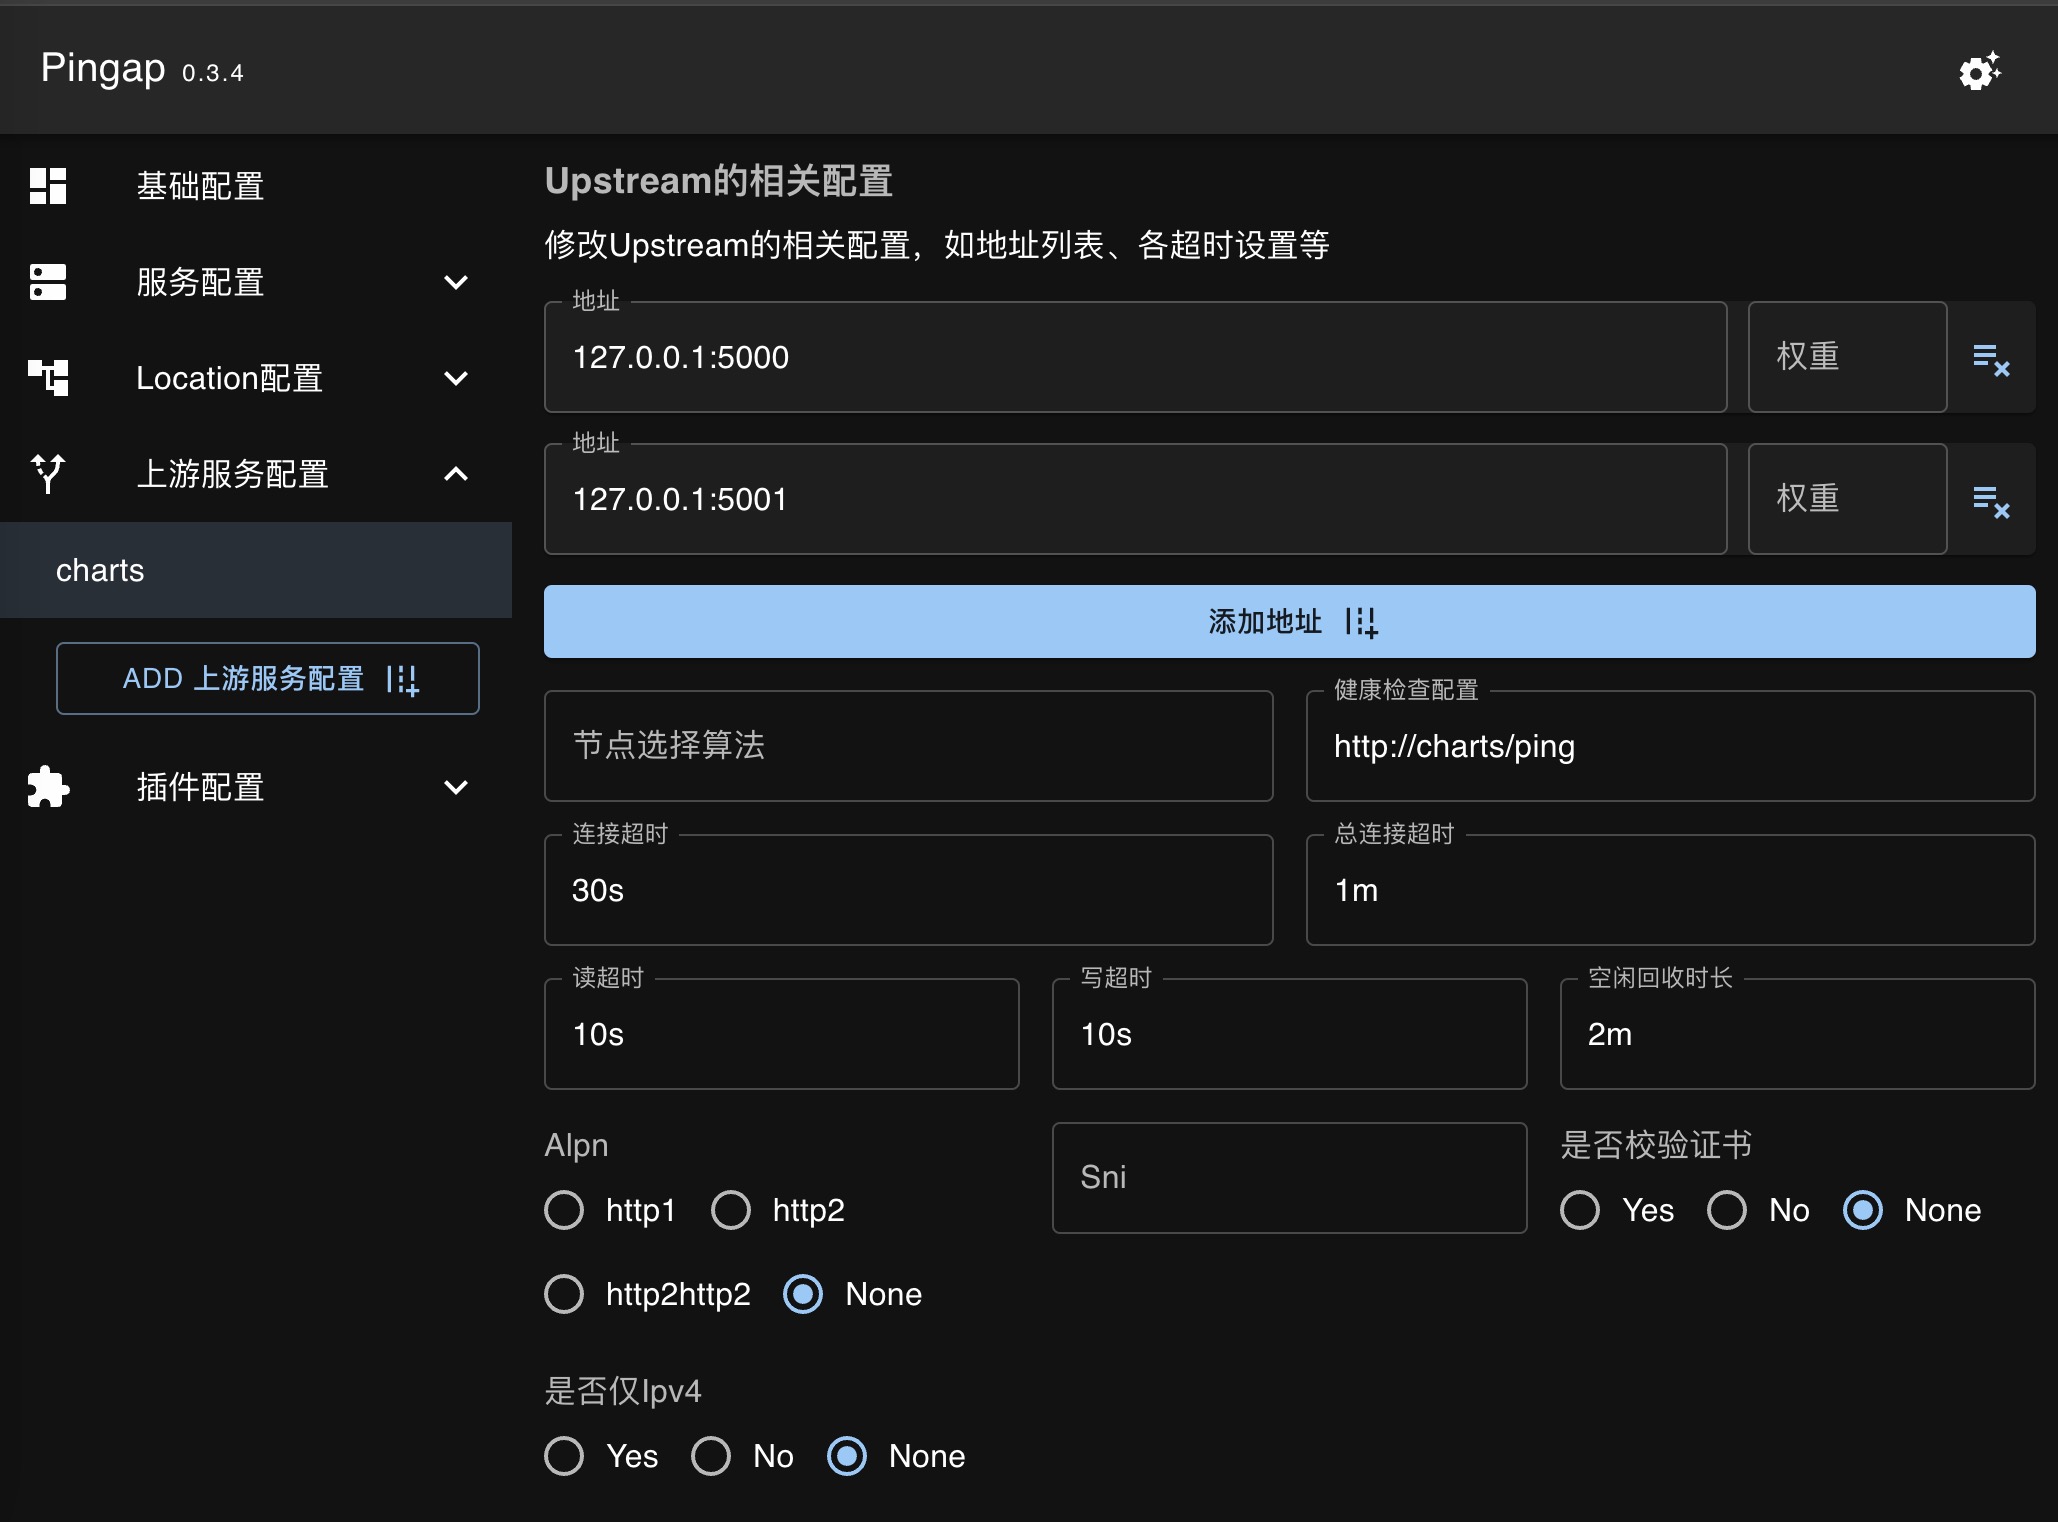 Pingap 0.3.4
基础配置
服务配置
Location配置
上游服务配置
charts
ADD 上游服务配置
插件配置
Upstream的相关配置
修改Upstream的相关配置，如地址列表、各超时设置等
地址
127.0.0.1:5000
权重
地址
127.0.0.1:5001
权重
添加地址
节点选择算法
健康检查配置
http://charts/ping
连接超时
30s
总连接超时
1m
读超时
10s
写超时
10s
空闲回收时长
2m
Alpn
http1 http2
http2http2 None
Sni
是否校验证书
Yes No None
是否仅Ipv4
Yes No None